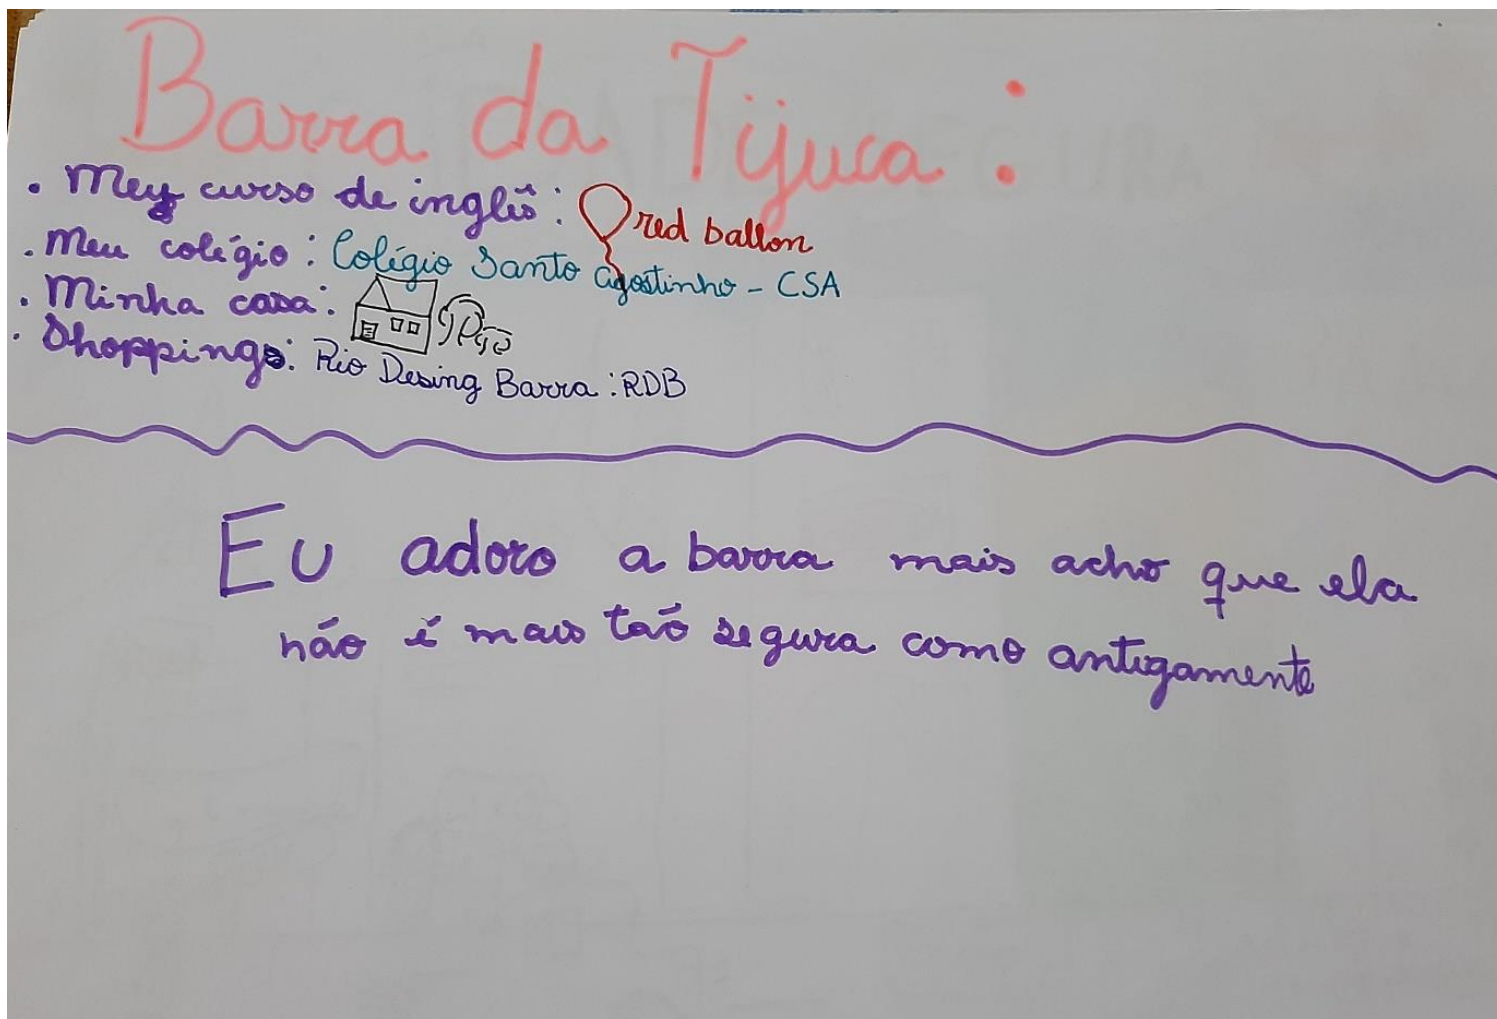 Barra da Tijuca :
. Meu curso de inglês : red ballon
. Meu colégio : Colégio Santo Agostinho - CSA
. Minha casa :
. Shoppings : Rio Desing Barra : RDB
Eu adoro a barra mais acho que ela
não é mais tão segura como antigamente